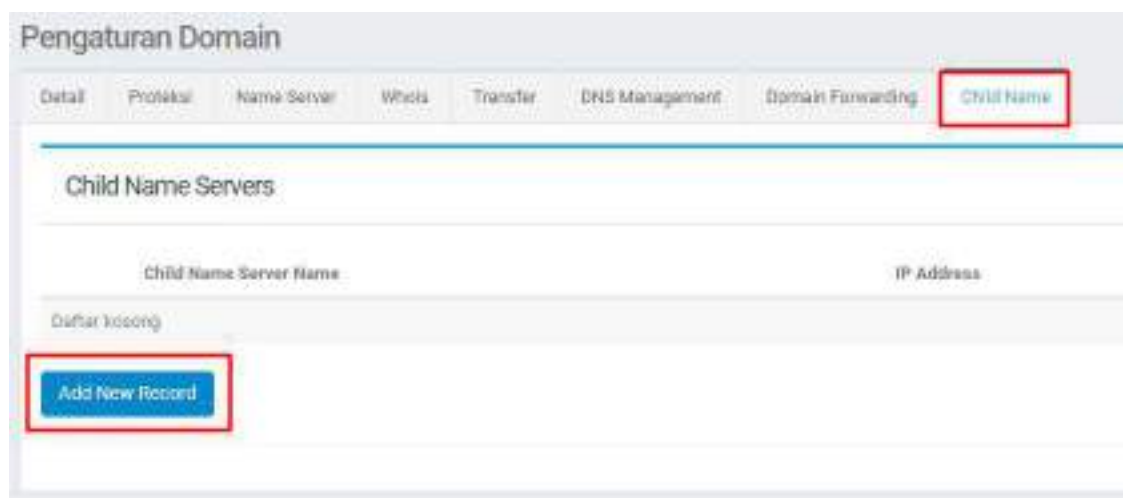 Pengaturan Domain
Detail Proteksi Name Server Whois Transfer DNS Management Domain Forwarding Child Name
Child Name Servers
Child Name Server Name IP Address
Daftar kosong
Add New Record